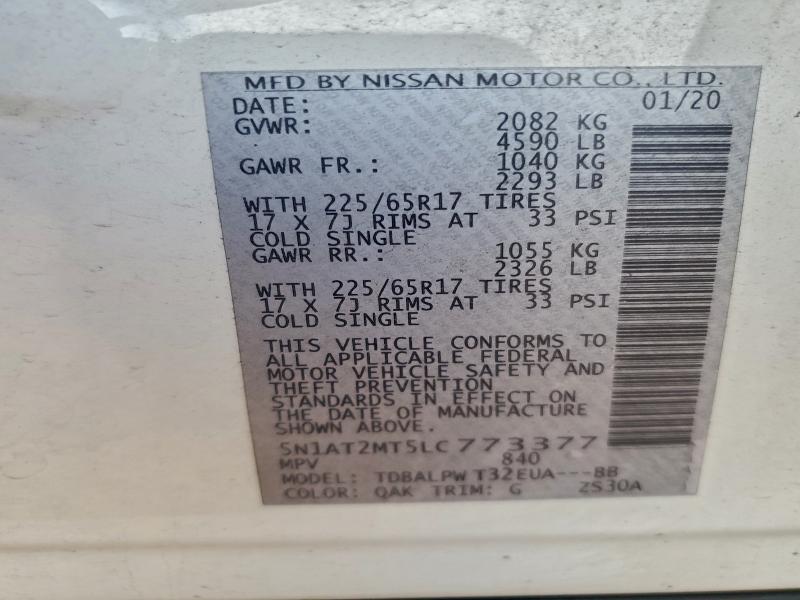 MFD BY NISSAN MOTOR CO., LTD.
DATE: 01/20
GVWR: 2082 KG
4590 LB
GAWR FR.: 1040 KG
2293 LB
WITH 225/65R17 TIRES
17 X 7J RIMS AT 33 PSI
COLD SINGLE
GAWR RR.: 1055 KG
2326 LB
WITH 225/65R17 TIRES
17 X 7J RIMS AT 33 PSI
COLD SINGLE
THIS VEHICLE CONFORMS TO
ALL APPLICABLE FEDERAL
MOTOR VEHICLE SAFETY AND
THEFT PREVENTION
STANDARDS IN EFFECT ON
THE DATE OF MANUFACTURE
SHOWN ABOVE.
5N1AT2MT5LC773377
MPV 840
MODEL: TDBALPW T32EUA---BB
COLOR: QAK TRIM: G 2S30A